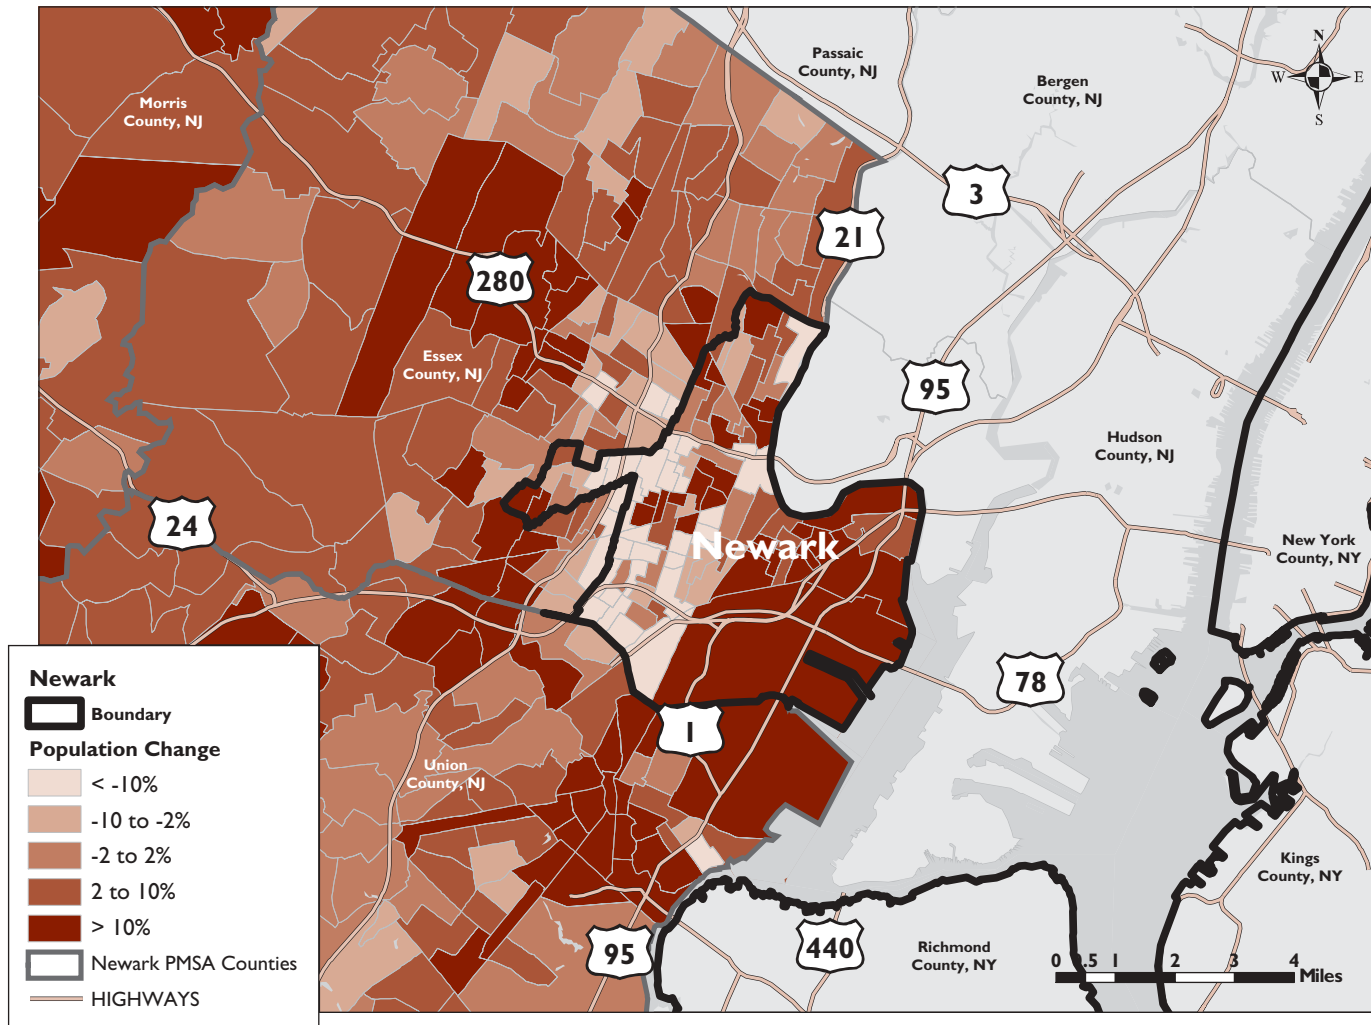 N
W E
S
Passaic
County, NJ
Bergen
County, NJ
Morris
County, NJ
3
21
280
Essex
County, NJ
95
Hudson
County, NJ
24
Newark
New York
County, NY
78
1
Union
County, NJ
Kings
County, NY
95
440
Richmond
County, NY
0 .5 1 2 3 4
Miles
Newark
Boundary
Population Change
< -10%
-10 to -2%
-2 to 2%
2 to 10%
> 10%
Newark PMSA Counties
HIGHWAYS